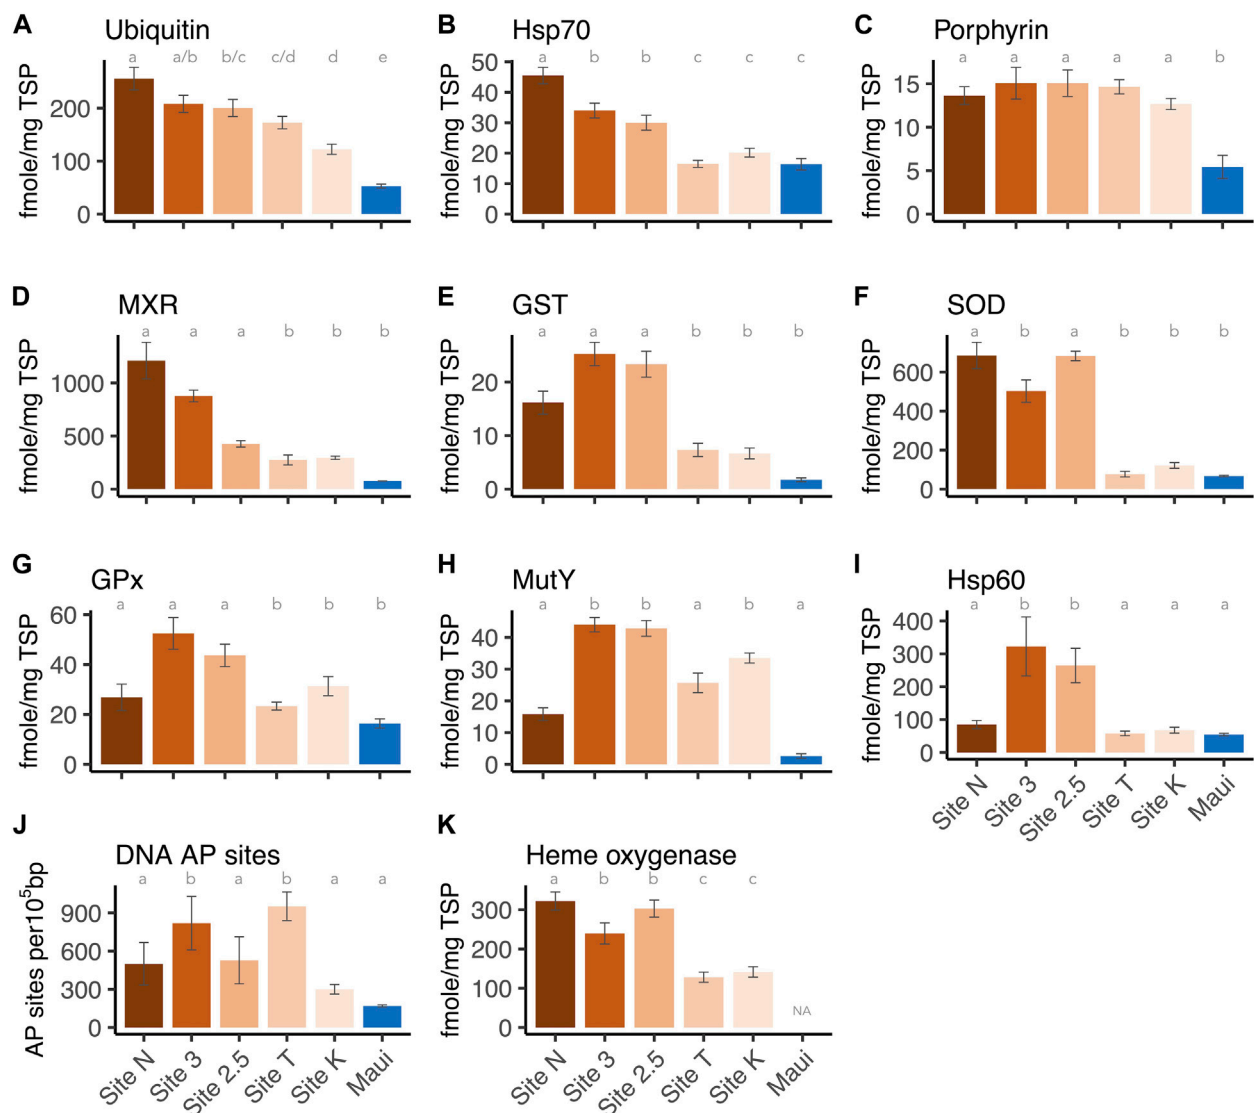 A
Ubiquitin
a a/b b/c c/d d e
fmole/mg TSP
200
100
0
B
Hsp70
a b b c c c
fmole/mg TSP
50
40
30
20
10
0
C
Porphyrin
a a a a a b
fmole/mg TSP
15
10
5
0
D
MXR
a a a b b b
fmole/mg TSP
1000
500
0
E
GST
a a a b b b
fmole/mg TSP
20
10
0
F
SOD
a b a b b b
fmole/mg TSP
600
400
200
0
G
GPx
a a a b b b
fmole/mg TSP
60
40
20
0
H
MutY
a b b a b a
fmole/mg TSP
40
30
20
10
0
I
Hsp60
a b b a a a
fmole/mg TSP
400
300
200
100
0
Site N Site 3 Site 2.5 Site T Site K Maui
J
DNA AP sites
a b a b a a
AP sites per10⁵bp
900
600
300
0
Site N Site 3 Site 2.5 Site T Site K Maui
K
Heme oxygenase
a b b c c
fmole/mg TSP
300
200
100
0
NA
Site N Site 3 Site 2.5 Site T Site K Maui